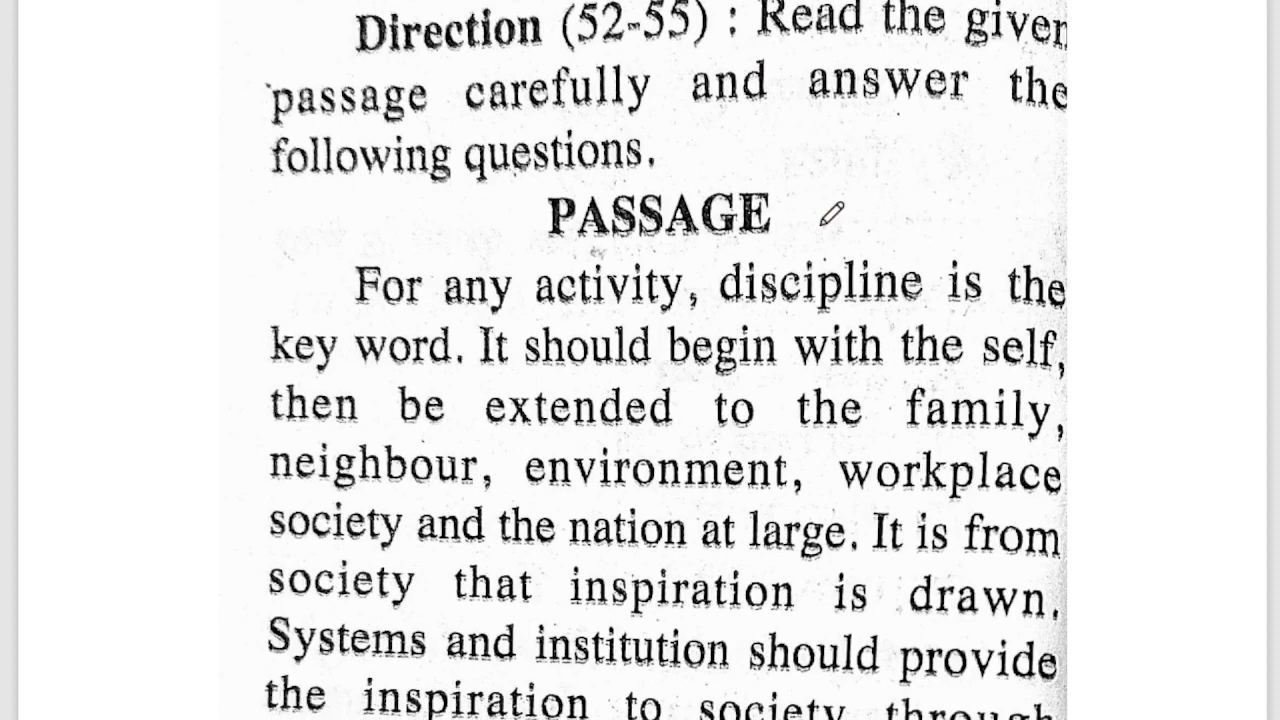 Direction (52-55) : Read the given
passage carefully and answer the
following questions.
PASSAGE
For any activity, discipline is the
key word. It should begin with the self,
then be extended to the family,
neighbour, environment, workplace
society and the nation at large. It is from
society that inspiration is drawn.
Systems and institution should provide
the inspiration to society through